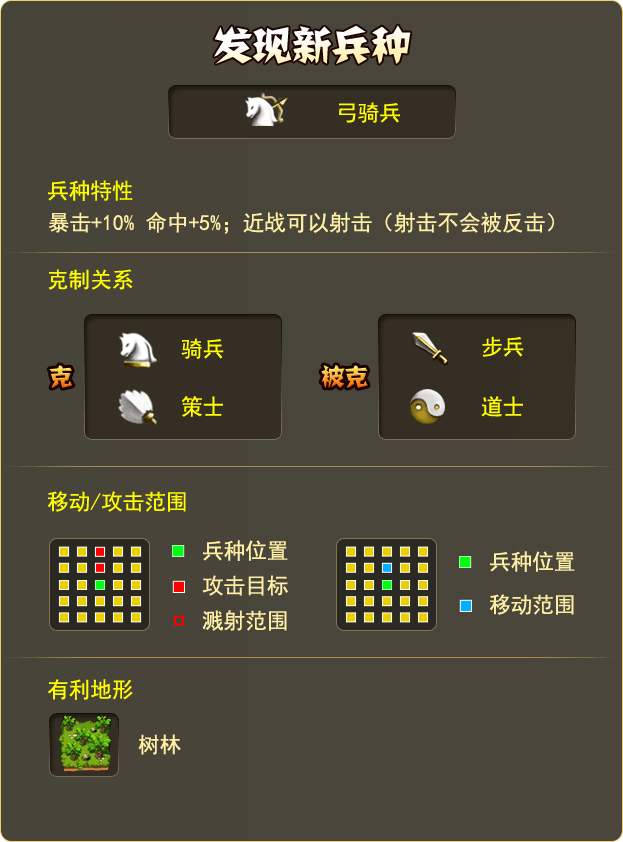 发现新兵种
弓骑兵
兵种特性
暴击+10% 命中+5%；近战可以射击（射击不会被反击）
克制关系
克
骑兵
策士
被克
步兵
道士
移动/攻击范围
兵种位置
攻击目标
溅射范围
兵种位置
移动范围
有利地形
树林